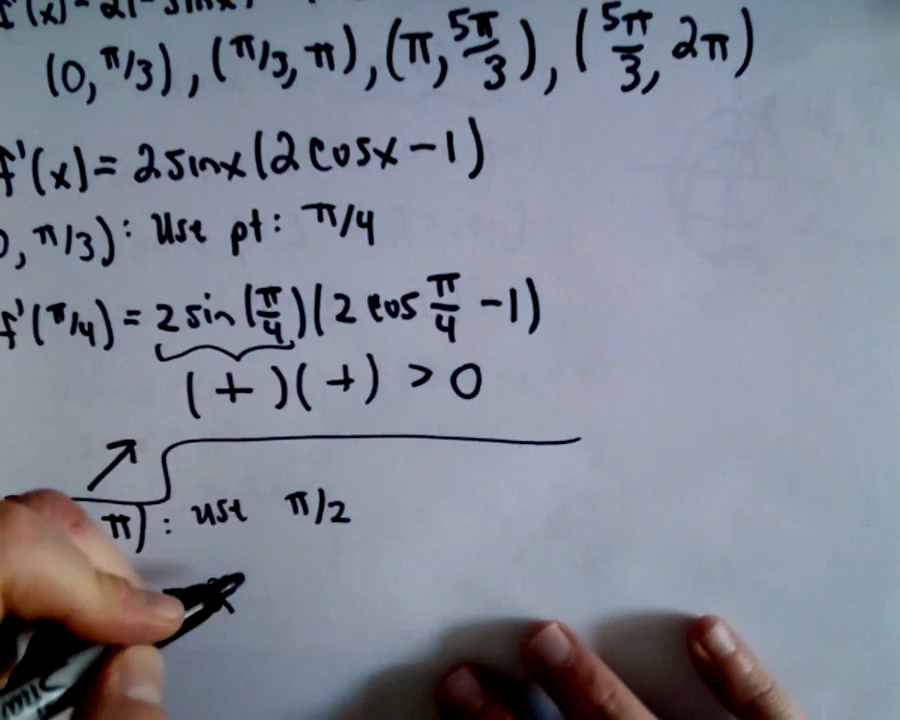 (0, π/3), (π/3, π), (π, 5π/3), (5π/3, 2π)
f'(x) = 2sinx(2cosx-1)
, π/3): Use pt: π/4
f'(π/4) = 2sin(π/4)(2cos π/4 -1)
(+)(+) > 0
π): use π/2